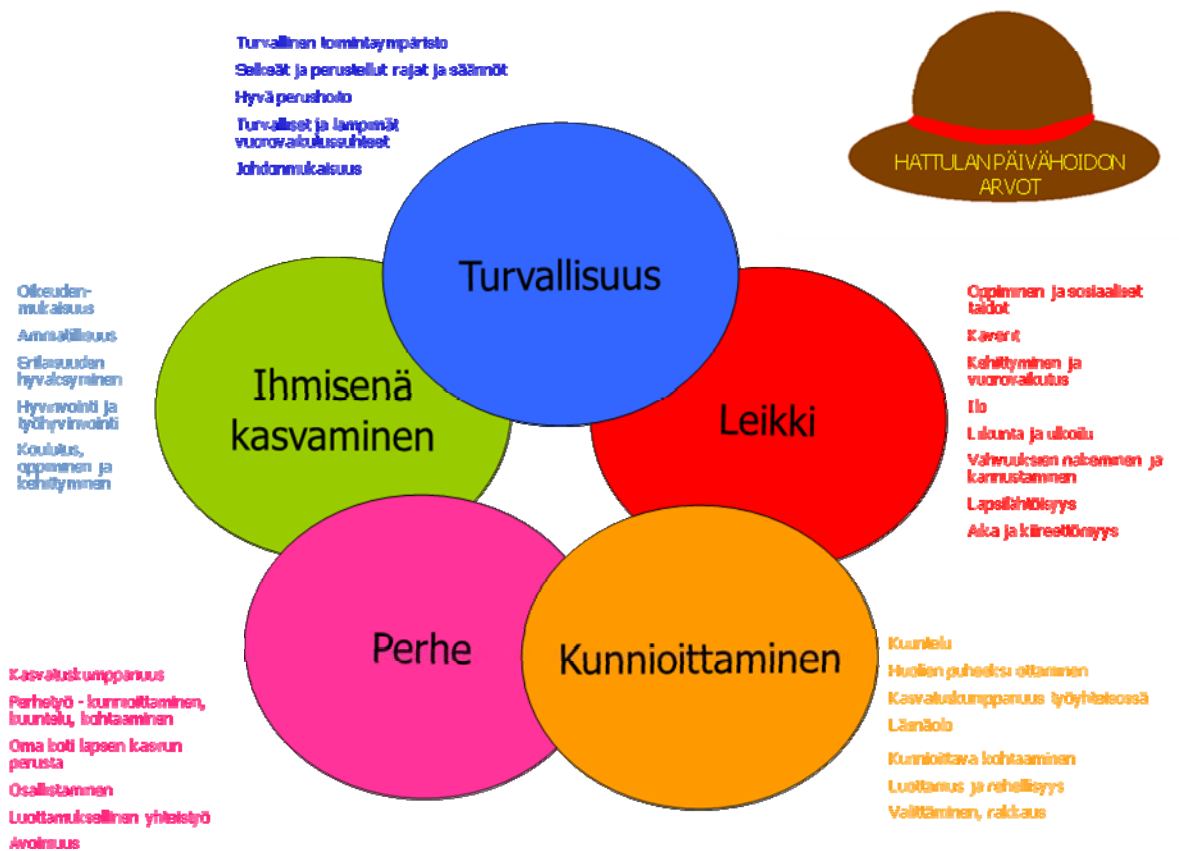 Turvallinen toimintaympäristö
Selkeät ja perustellut rajat ja säännöt
Hyvä perushoito
Turvalliset ja lämpimät
vuorovaikutussuhteet
Johdonmukaisuus
HATTULAN PÄIVÄHOIDON
ARVOT
Turvallisuus
Oikeuden-
mukaisuus
Ammatillisuus
Erilaisuuden
hyväksyminen
Hyvinvointi ja
työhyvinvointi
Koulutus,
oppiminen ja
kehittyminen
Ihmisenä
kasvaminen
Leikki
Oppiminen ja sosiaaliset
taidot
Kaverit
Kehittyminen ja
vuorovaikutus
Ilo
Liikunta ja ulkoilu
Vahvuuksien näkeminen ja
kannustaminen
Lapsilähtöisyys
Aika ja kiireettömyys
Perhe
Kasvatuskumppanuus
Perhetyö - kunnioittaminen,
kuuntelu, kohtaaminen
Oma koti lapsen kasvun
perusta
Osallistaminen
Luottamuksellinen yhteistyö
Avoimuus
Kunnioittaminen
Kuuntelu
Huolien puheeksi ottaminen
Kasvatuskumppanuus työyhteisössä
Läsnäolo
Kunnioittava kohtaaminen
Luottamus ja rehellisyys
Välittäminen, rakkaus